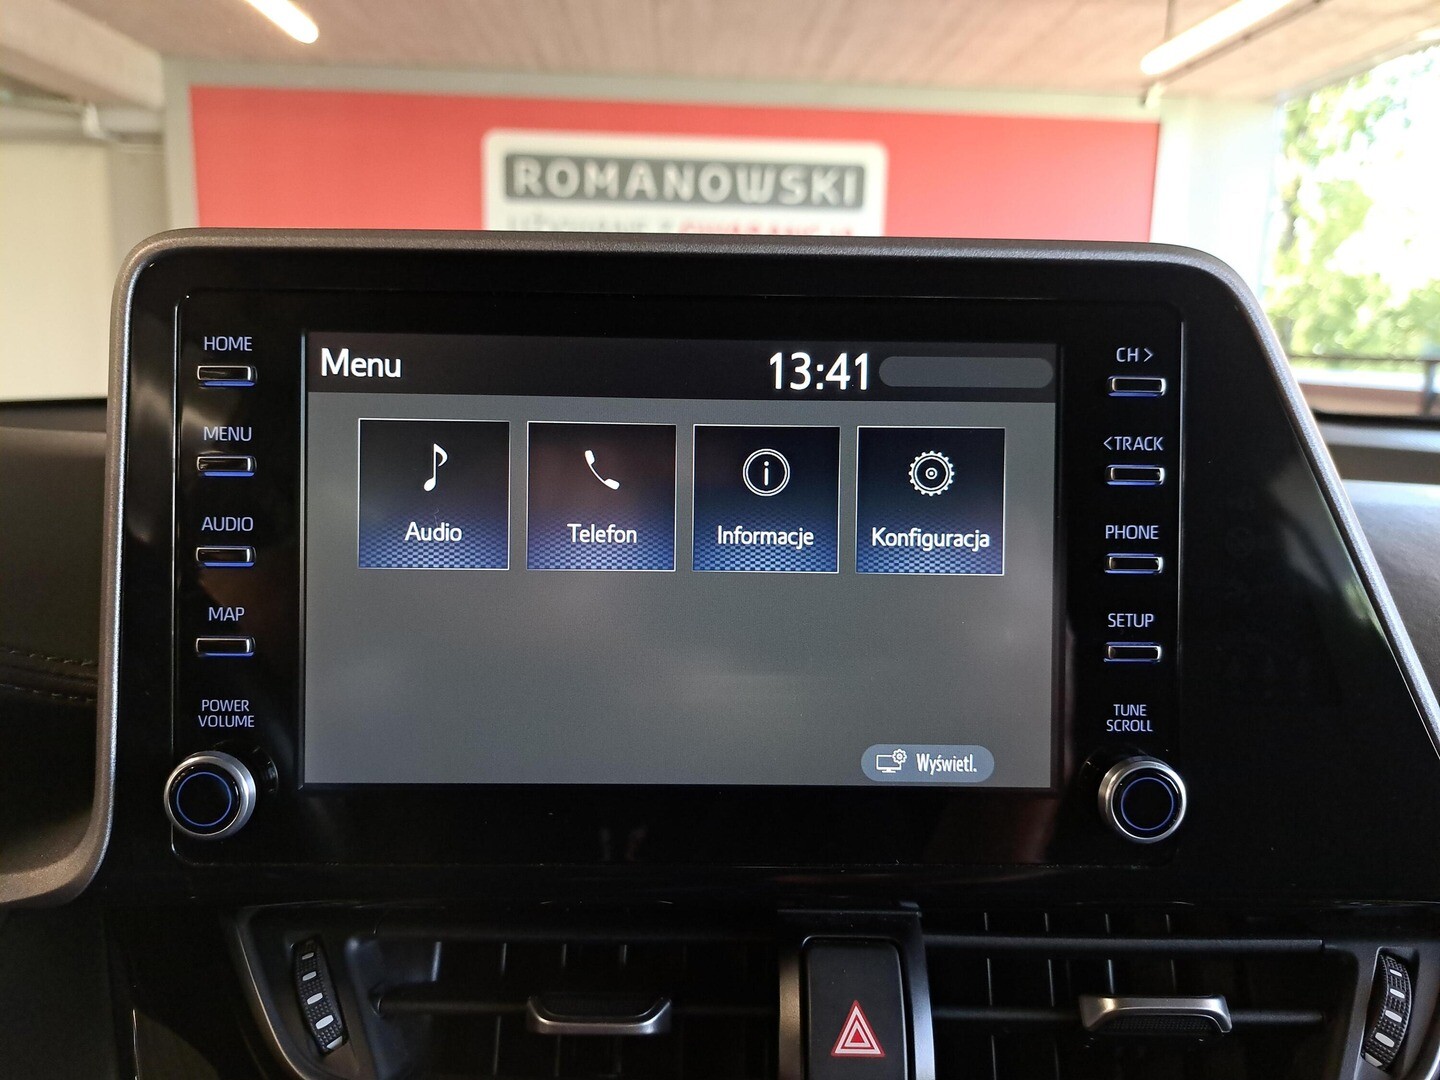 ROMANOWSKI
HOME
MENU
AUDIO
MAP
POWER
VOLUME
Menu
13:41
Audio
Telefon
Informacje
Konfiguracja
Wyświetl.
CH >
<TRACK
PHONE
SETUP
TUNE
SCROLL